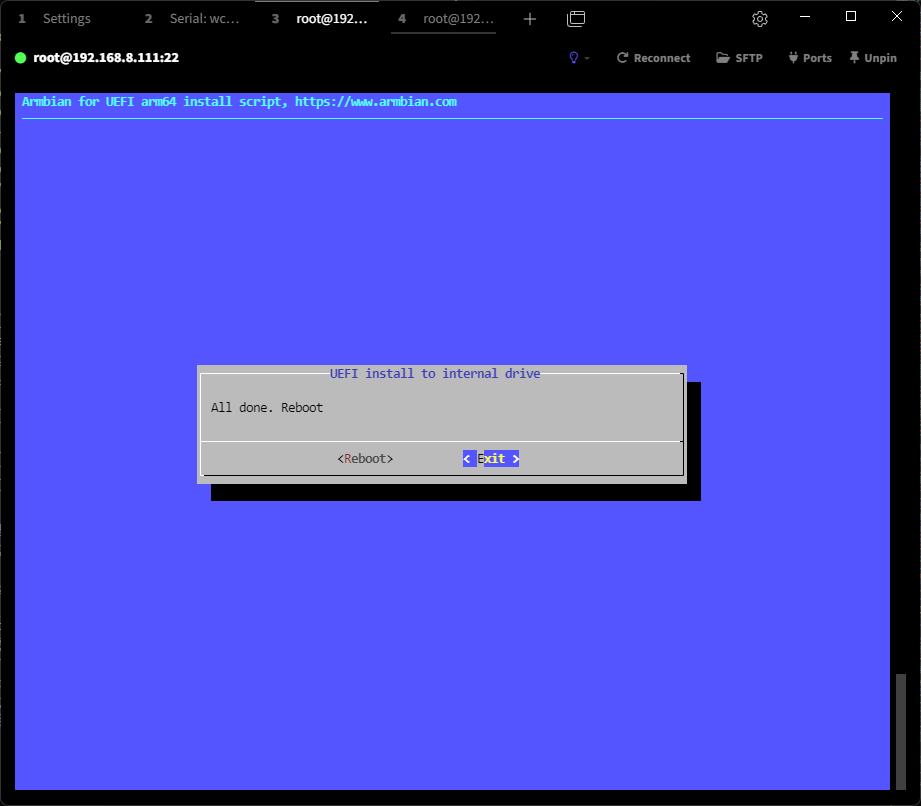 1 Settings 2 Serial: wc... 3 root@192... 4 root@192...
root@192.168.8.111:22 Reconnect SFTP Ports Unpin
Armbian for UEFI arm64 install script, https://www.armbian.com
UEFI install to internal drive
All done. Reboot
<Reboot> < Exit >